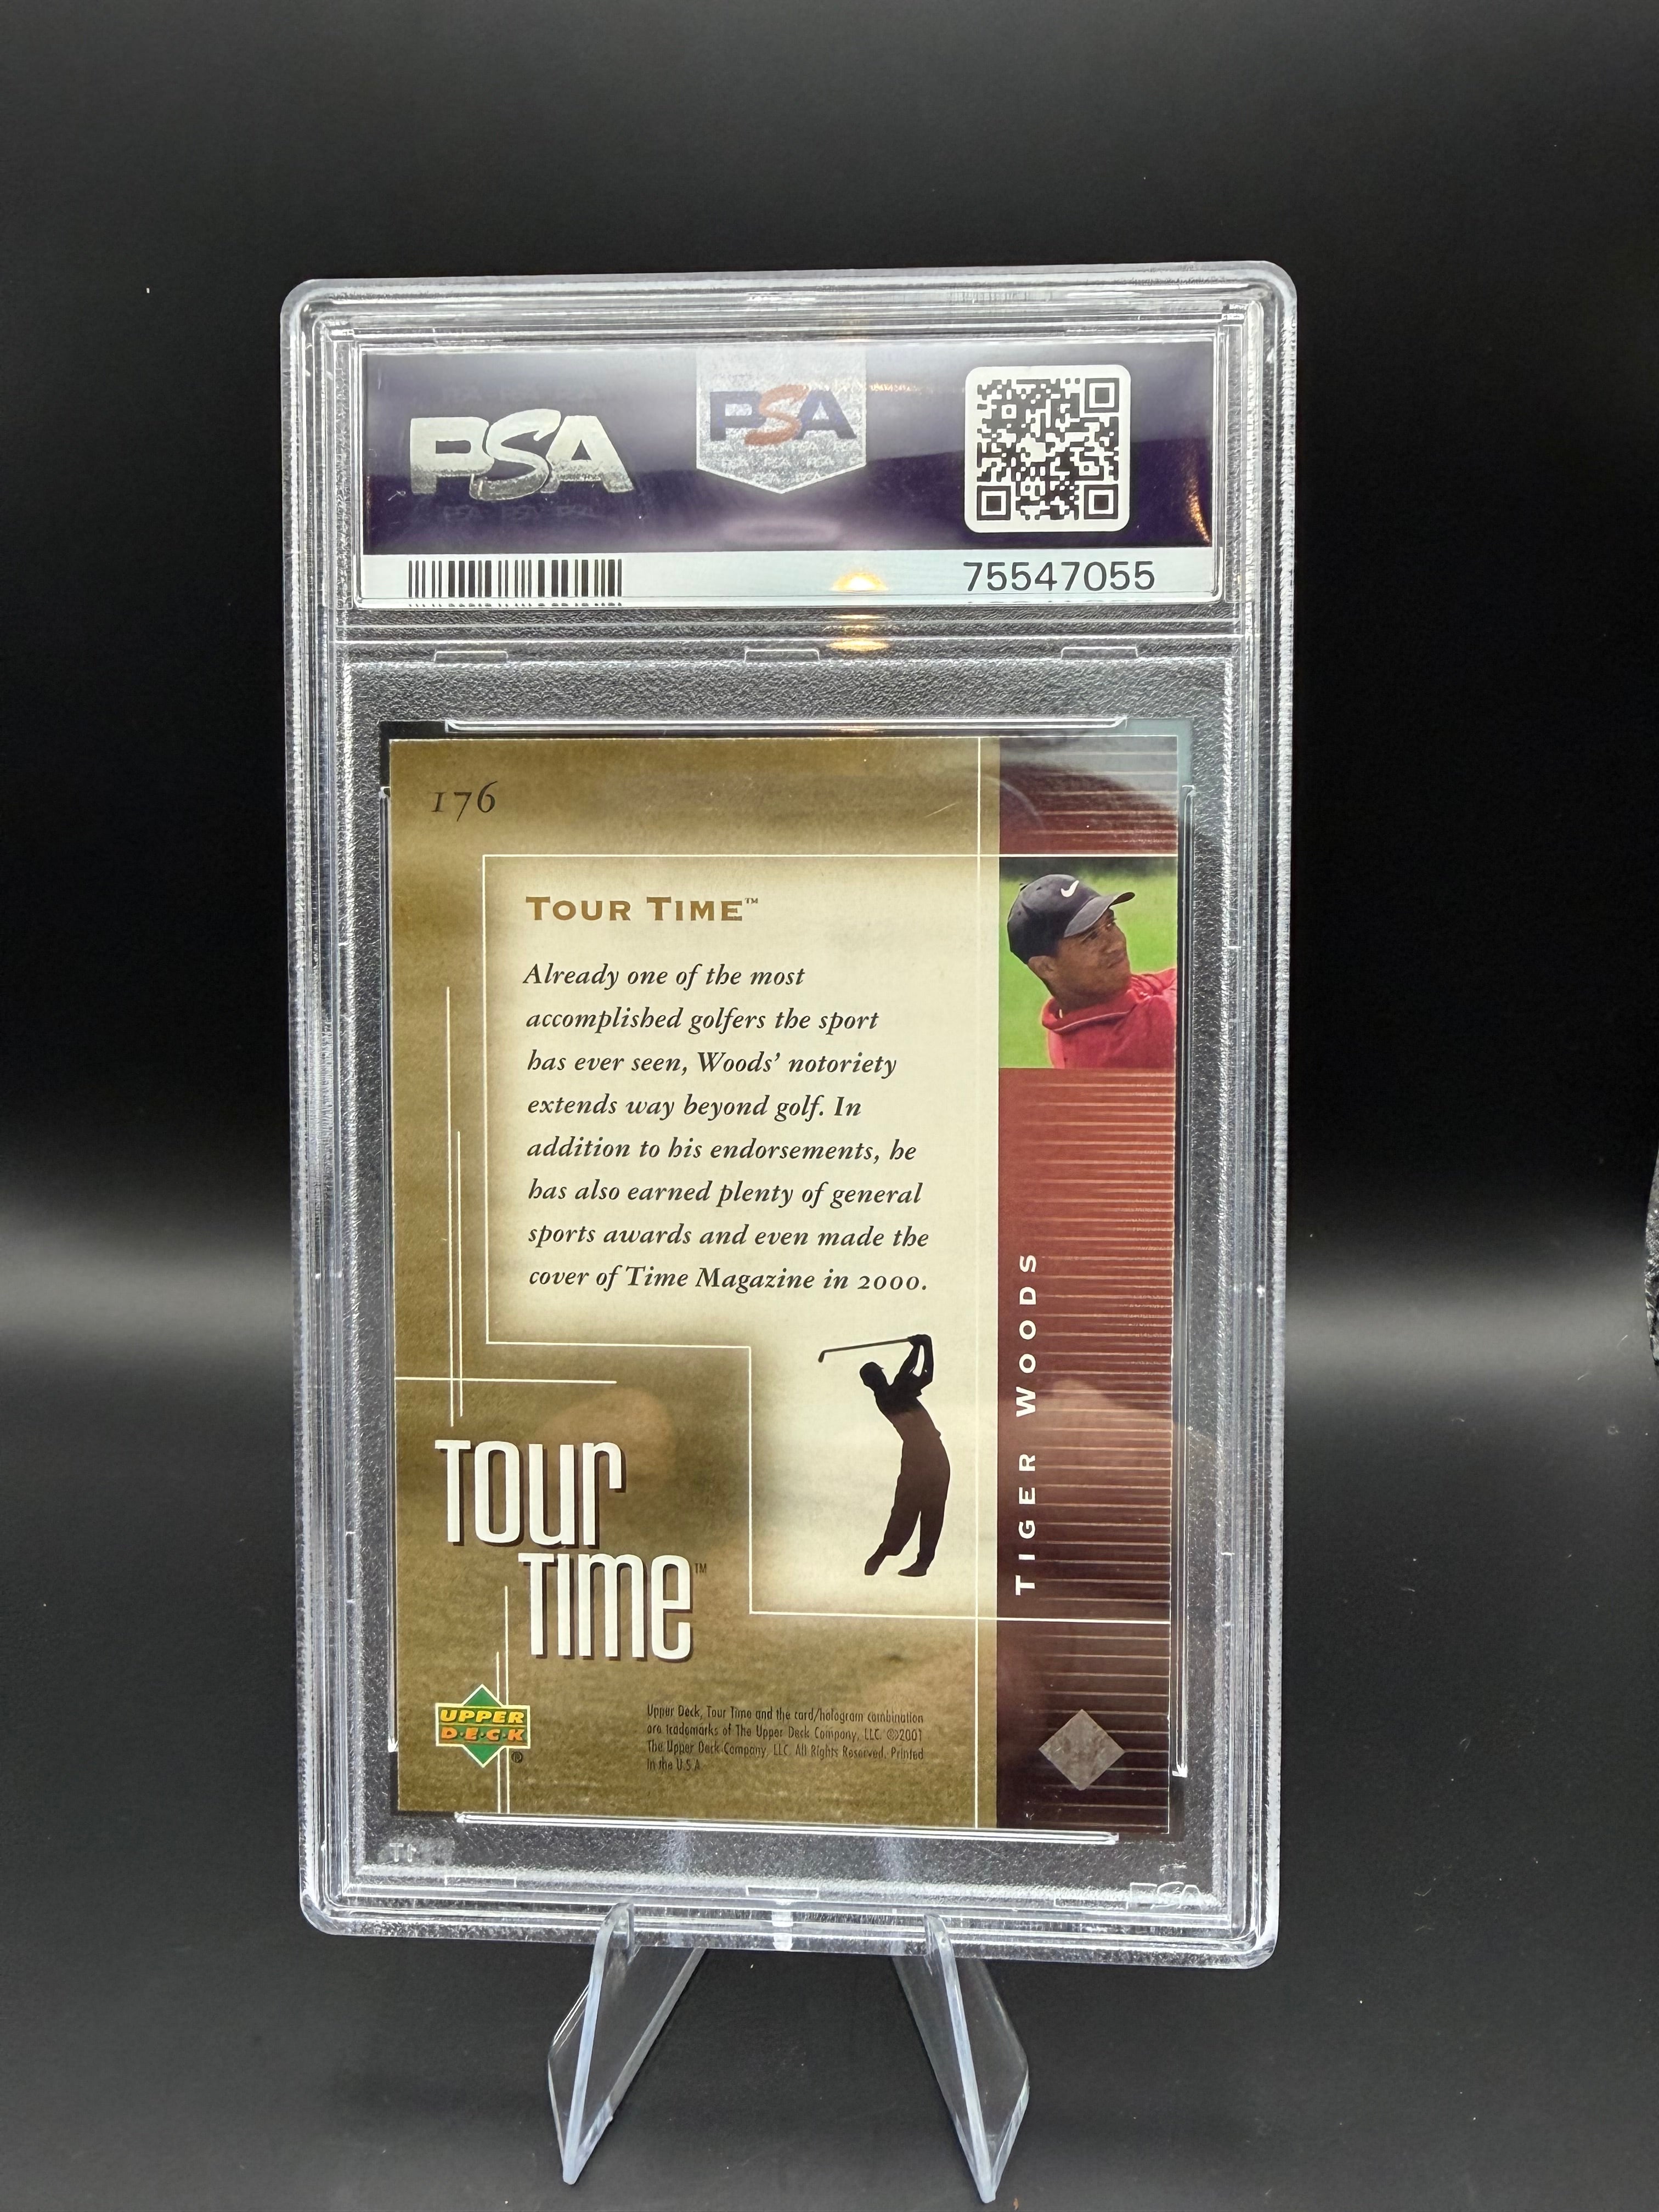 PSA
PSA
75547055
176
TOUR TIME™
Already one of the most
accomplished golfers the sport
has ever seen, Woods' notoriety
extends way beyond golf. In
addition to his endorsements, he
has also earned plenty of general
sports awards and even made the
cover of Time Magazine in 2000.
TIGER WOODS
Tour
Time™
UPPER
D·E·C·K
®
Upper Deck, Tour Time and the card/hologram combination
are trademarks of The Upper Deck Company, LLC. ©2001
The Upper Deck Company, LLC. All Rights Reserved. Printed
in the U.S.A.
PSA